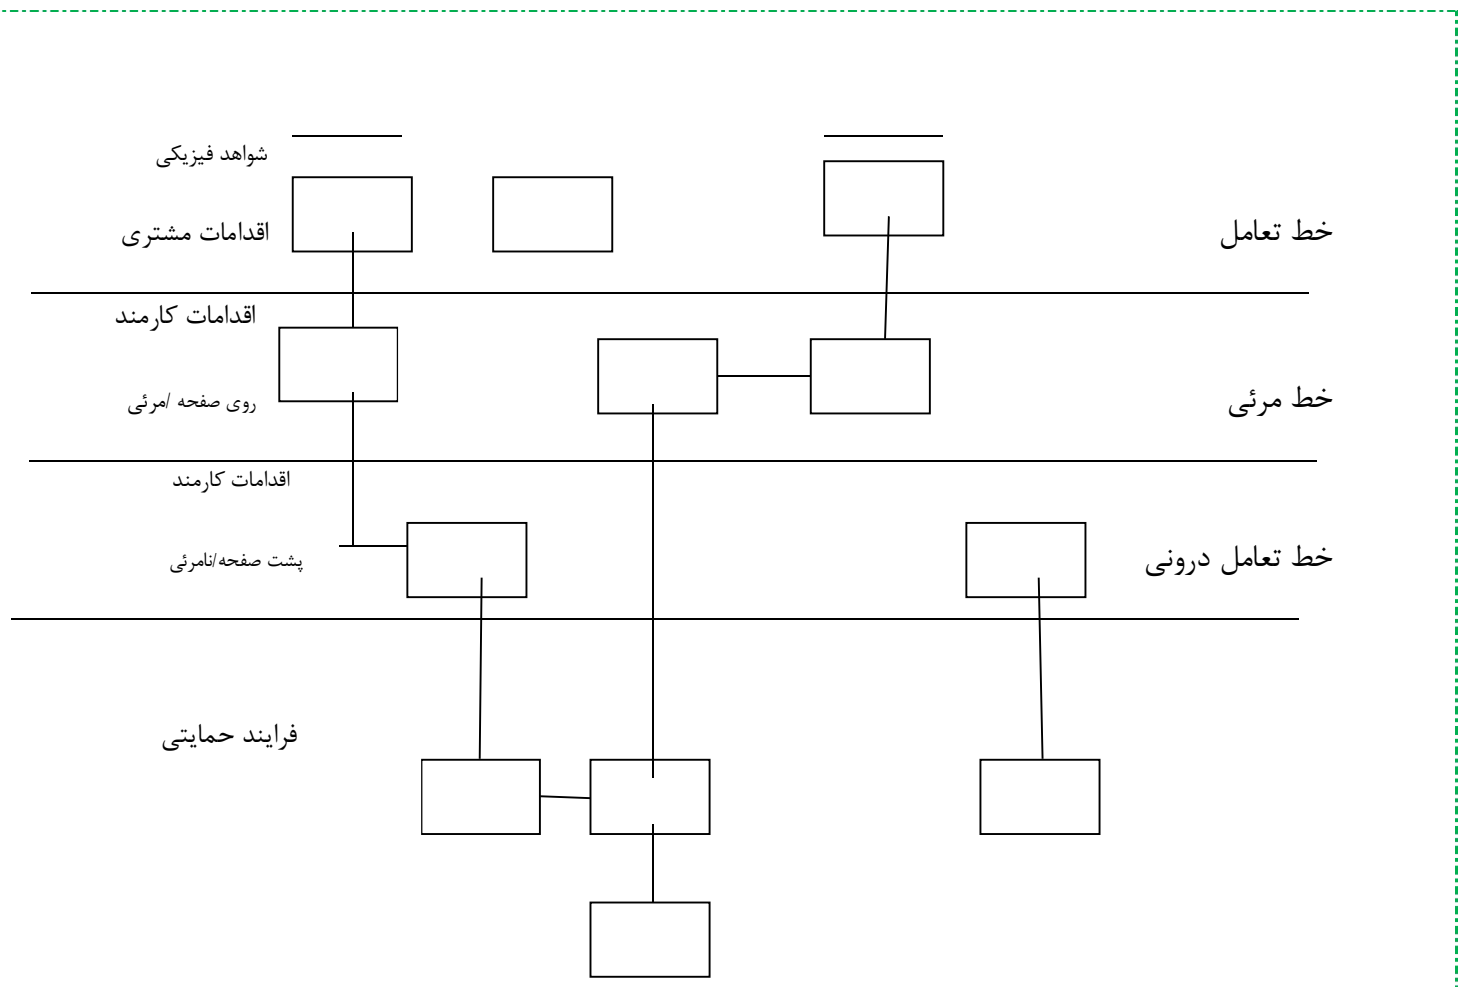 شواهد فیزیکی
خط تعامل
اقدامات مشتری
اقدامات کارمند
خط مرئی
روی صفحه /مرئی
اقدامات کارمند
خط تعامل درونی
پشت صفحه/نامرئی
فرایند حمایتی